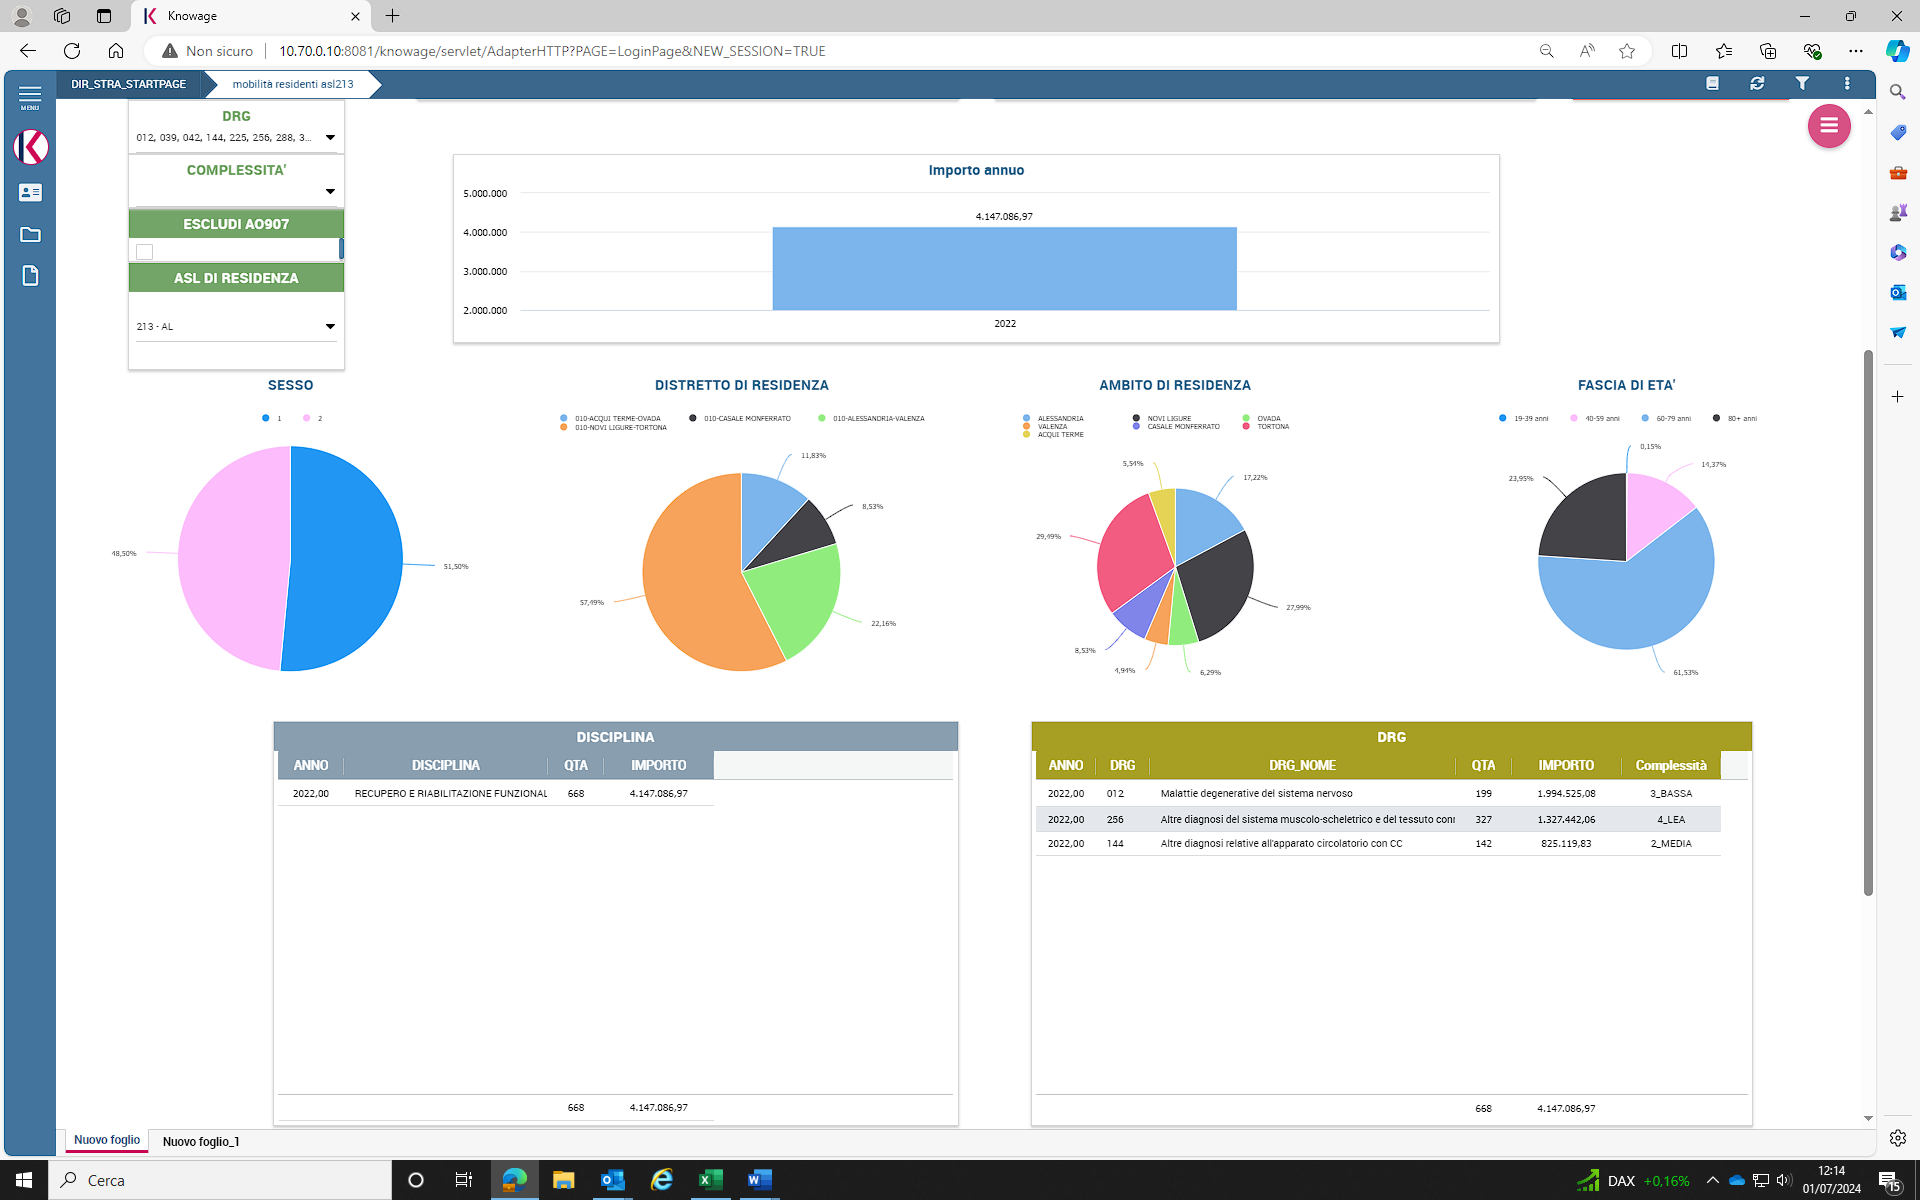 Knowage
Non sicuro
10.70.0.10:8081/knowage/servlet/AdapterHTTP?PAGE=LoginPage&NEW_SESSION=TRUE
MENU
DIR_STRA_STARTPAGE
mobilità residenti asl213
DRG
012, 039, 042, 144, 225, 256, 288, 3...
COMPLESSITA'
ESCLUDI AO907
ASL DI RESIDENZA
213 - AL
Importo annuo
5.000.000
4.147.086,97
4.000.000
3.000.000
2.000.000
2022
SESSO
1 2
48,50%
51,50%
DISTRETTO DI RESIDENZA
010-ACQUI TERME-OVADA 010-CASALE MONFERRATO 010-ALESSANDRIA-VALENZA
010-NOVI LIGURE-TORTONA
11,83%
8,53%
57,49%
22,16%
AMBITO DI RESIDENZA
ALESSANDRIA NOVI LIGURE OVADA
VALENZA CASALE MONFERRATO TORTONA
ACQUI TERME
5,54%
17,22%
29,49%
27,99%
8,53%
4,94%
6,29%
FASCIA DI ETA'
19-39 anni 40-59 anni 60-79 anni 80+ anni
0,15%
14,37%
23,95%
61,53%
DISCIPLINA
ANNO DISCIPLINA QTA IMPORTO
2022,00 RECUPERO E RIABILITAZIONE FUNZIONAL 668 4.147.086,97
668 4.147.086,97
DRG
ANNO DRG DRG_NOME QTA IMPORTO Complessità
2022,00 012 Malattie degenerative del sistema nervoso 199 1.994.525,08 3_BASSA
2022,00 256 Altre diagnosi del sistema muscolo-scheletrico e del tessuto conn 327 1.327.442,06 4_LEA
2022,00 144 Altre diagnosi relative all'apparato circolatorio con CC 142 825.119,83 2_MEDIA
668 4.147.086,97
Nuovo foglio Nuovo foglio_1
Cerca
DAX +0,16%
12:14
01/07/2024
15